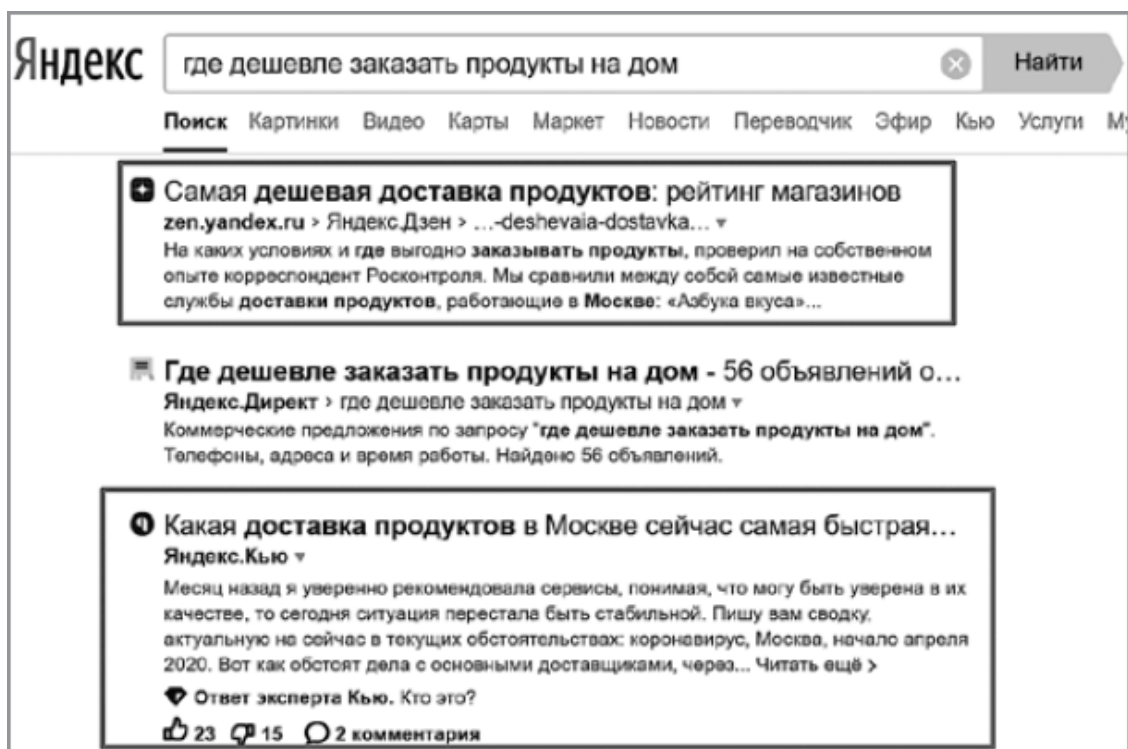 Яндекс
где дешевле заказать продукты на дом
Найти
Поиск Картинки Видео Карты Маркет Новости Переводчик Эфир Кью Услуги
Самая дешевая доставка продуктов: рейтинг магазинов
zen.yandex.ru › Яндекс.Дзен › ...-deshevaia-dostavka...
На каких условиях и где выгодно заказывать продукты, проверил на собственном
опыте корреспондент Росконтроля. Мы сравнили между собой самые известные
службы доставки продуктов, работающие в Москве: «Азбука вкуса»...
Где дешевле заказать продукты на дом - 56 объявлений о...
Яндекс.Директ › где дешевле заказать продукты на дом
Коммерческие предложения по запросу "где дешевле заказать продукты на дом".
Телефоны, адреса и время работы. Найдено 56 объявлений.
Какая доставка продуктов в Москве сейчас самая быстрая...
Яндекс.Кью
Месяц назад я уверенно рекомендовала сервисы, понимая, что могу быть уверена в их
качестве, то сегодня ситуация перестала быть стабильной. Пишу вам сводку,
актуальную на сейчас в текущих обстоятельствах: коронавирус, Москва, начало апреля
2020. Вот как обстоят дела с основными доставщиками, через... Читать ещё ›
Ответ эксперта Кью. Кто это?
23 15 2 комментария